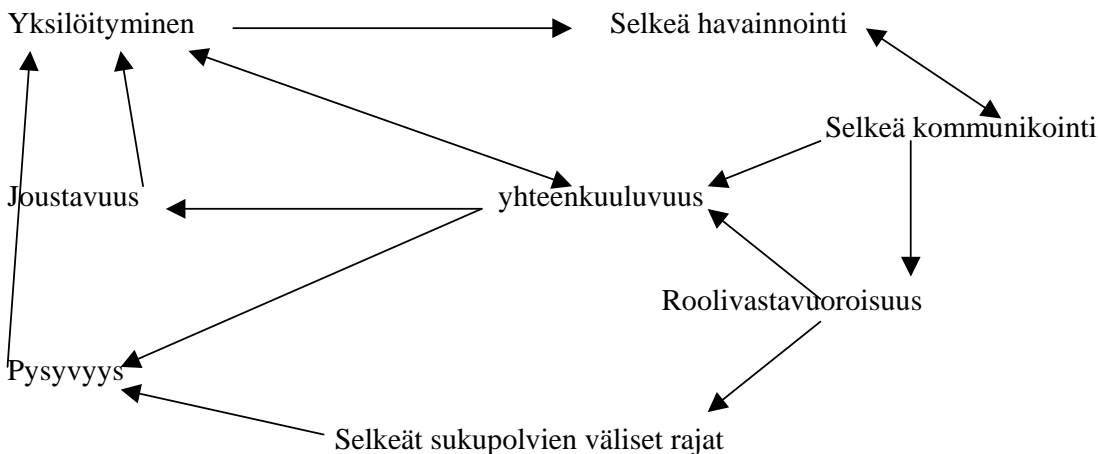 Yksilöityminen
Selkeä havainnointi
Selkeä kommunikointi
Joustavuus
yhteenkuuluvuus
Roolivastavuoroisuus
Pysyvyys
Selkeät sukupolvien väliset rajat